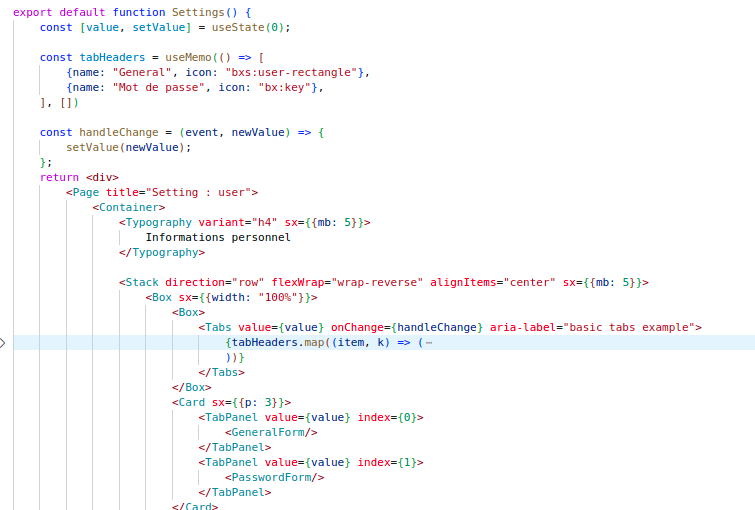 export default function Settings() {
    const [value, setValue] = useState(0);

    const tabHeaders = useMemo(() => [
        {name: "General", icon: "bxs:user-rectangle"},
        {name: "Mot de passe", icon: "bx:key"},
    ], [])

    const handleChange = (event, newValue) => {
        setValue(newValue);
    };
    return <div>
        <Page title="Setting : user">
            <Container>
                <Typography variant="h4" sx={{mb: 5}}>
                    Informations personnel
                </Typography>

                <Stack direction="row" flexWrap="wrap-reverse" alignItems="center" sx={{mb: 5}}>
                    <Box sx={{width: "100%"}}>
                        <Box>
                            <Tabs value={value} onChange={handleChange} aria-label="basic tabs example">
                                {tabHeaders.map((item, k) => (⋯
                                ))}
                            </Tabs>
                        </Box>
                        <Card sx={{p: 3}}>
                            <TabPanel value={value} index={0}>
                                <GeneralForm/>
                            </TabPanel>
                            <TabPanel value={value} index={1}>
                                <PasswordForm/>
                            </TabPanel>
                        </Card>